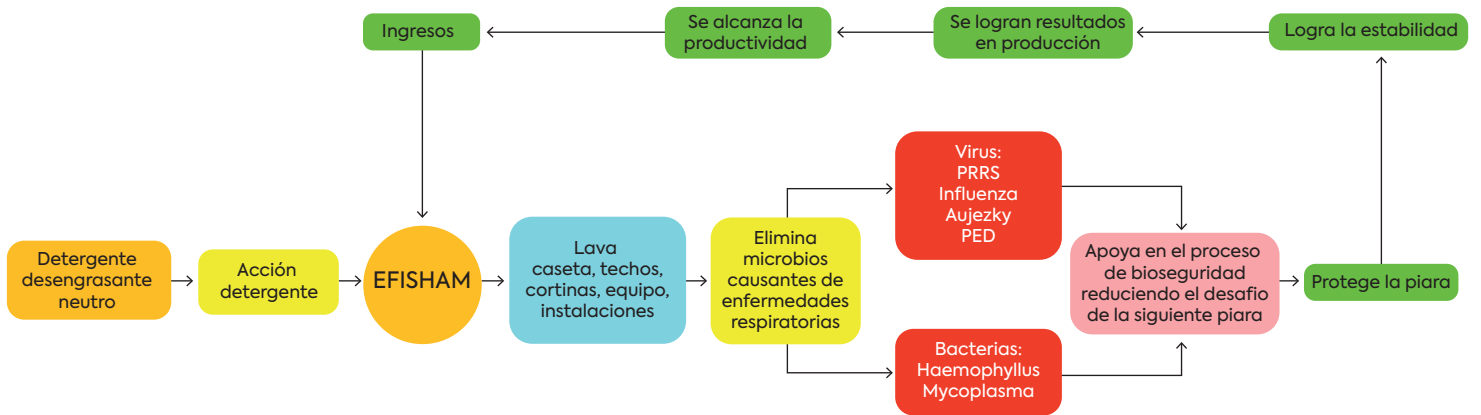 Ingresos
Se alcanza la
productividad
Se logran resultados
en producción
Logra la estabilidad
Detergente
desengrasante
neutro
Acción
detergente
EFISHAM
Lava
caseta, techos,
cortinas, equipo,
instalaciones
Elimina
microbios
causantes de
enfermedades
respiratorias
Virus:
PRRS
Influenza
Aujezky
PED
Bacterias:
Haemophyllus
Mycoplasma
Apoya en el proceso
de bioseguridad
reduciendo el desafio
de la siguiente piara
Protege la piara